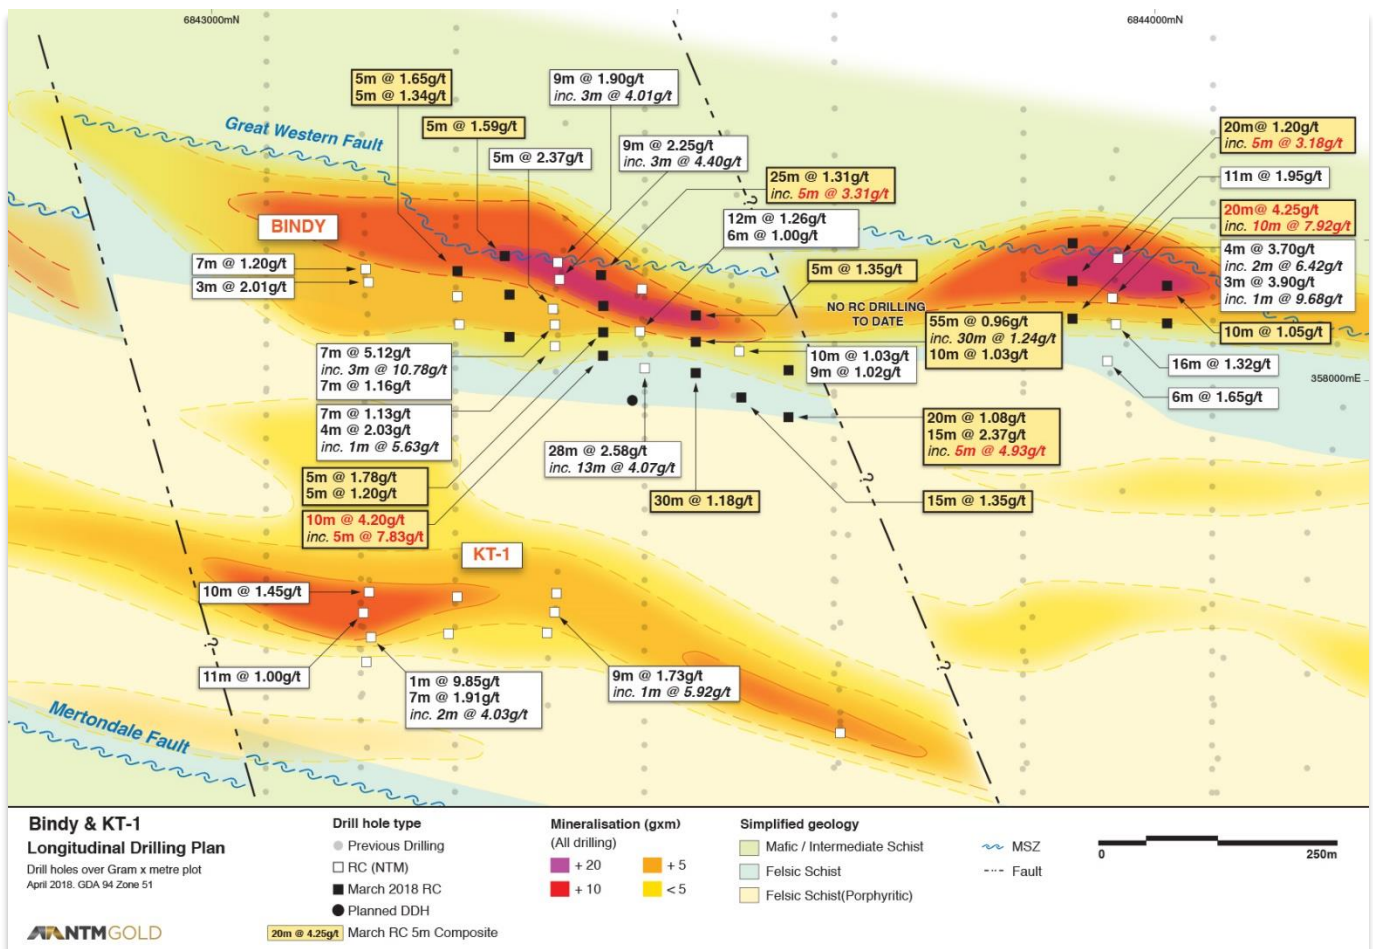 6843000mN
6844000mN
5m @ 1.65g/t
5m @ 1.34g/t
9m @ 1.90g/t
inc. 3m @ 4.01g/t
Great Western Fault
5m @ 1.59g/t
5m @ 2.37g/t
9m @ 2.25g/t
inc. 3m @ 4.40g/t
25m @ 1.31g/t
inc. 5m @ 3.31g/t
12m @ 1.26g/t
6m @ 1.00g/t
20m@ 1.20g/t
inc. 5m @ 3.18g/t
11m @ 1.95g/t
20m@ 4.25g/t
inc. 10m @ 7.92g/t
4m @ 3.70g/t
inc. 2m @ 6.42g/t
3m @ 3.90g/t
inc. 1m @ 9.68g/t
BINDY
7m @ 1.20g/t
3m @ 2.01g/t
5m @ 1.35g/t
NO RC DRILLING
TO DATE
55m @ 0.96g/t
inc. 30m @ 1.24g/t
10m @ 1.03g/t
10m @ 1.05g/t
7m @ 5.12g/t
inc. 3m @ 10.78g/t
7m @ 1.16g/t
10m @ 1.03g/t
9m @ 1.02g/t
16m @ 1.32g/t
358000mE
6m @ 1.65g/t
7m @ 1.13g/t
4m @ 2.03g/t
inc. 1m @ 5.63g/t
20m @ 1.08g/t
15m @ 2.37g/t
inc. 5m @ 4.93g/t
28m @ 2.58g/t
inc. 13m @ 4.07g/t
5m @ 1.78g/t
5m @ 1.20g/t
30m @ 1.18g/t
?
15m @ 1.35g/t
10m @ 4.20g/t
inc. 5m @ 7.83g/t
KT-1
10m @ 1.45g/t
?
?
11m @ 1.00g/t
1m @ 9.85g/t
7m @ 1.91g/t
inc. 2m @ 4.03g/t
9m @ 1.73g/t
inc. 1m @ 5.92g/t
Mertondale Fault
Bindy & KT-1
Longitudinal Drilling Plan
Drill holes over Gram x metre plot
April 2018. GDA 94 Zone 51
NTMGOLD
Drill hole type
Previous Drilling
RC (NTM)
March 2018 RC
Planned DDH
20m @ 4.25g/t March RC 5m Composite
Mineralisation (gxm)
(All drilling)
+ 20
+ 5
+ 10
< 5
Simplified geology
Mafic / Intermediate Schist
Felsic Schist
Felsic Schist(Porphyritic)
MSZ
Fault
0
250m